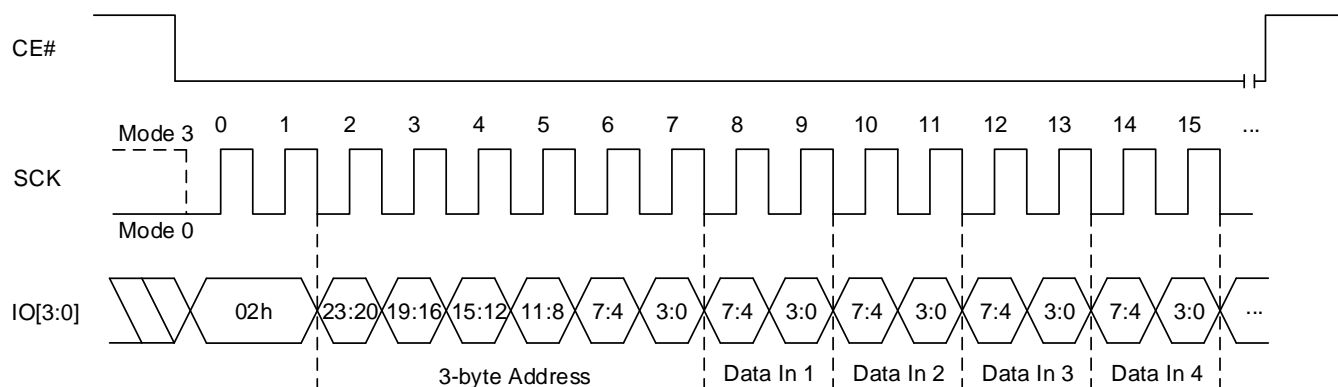 CE#
0 1 2 3 4 5 6 7 8 9 10 11 12 13 14 15 ...
Mode 3
SCK
Mode 0
IO[3:0] 02h 23:20 19:16 15:12 11:8 7:4 3:0 7:4 3:0 7:4 3:0 7:4 3:0 7:4 3:0 ...
3-byte Address Data In 1 Data In 2 Data In 3 Data In 4